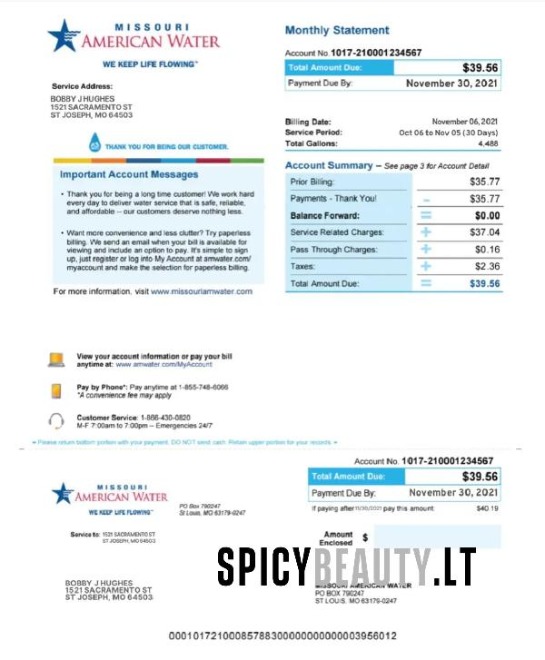 MISSOURI
AMERICAN WATER
WE KEEP LIFE FLOWING™
Service Address:
BOBBY J HUGHES
1521 SACRAMENTO ST
ST JOSEPH, MO 64503
THANK YOU FOR BEING OUR CUSTOMER.
Important Account Messages
• Thank you for being a long time customer! We work hard
every day to deliver water service that is safe, reliable,
and affordable – our customers deserve nothing less.
• Want more convenience and less clutter? Try paperless
billing. We send an email when your bill is available for
viewing and include an option to pay. It's simple to sign
up, just register or log into My Account at amwater.com/
myaccount and make the selection for paperless billing.
For more information, visit www.missouriamwater.com
Monthly Statement
Account No. 1017-210001234567
Total Amount Due: $39.56
Payment Due By: November 30, 2021
Billing Date: November 06, 2021
Service Period: Oct 06 to Nov 05 (30 Days)
Total Gallons: 4,488
Account Summary – See page 3 for Account Detail
Prior Billing: $35.77
Payments - Thank You! – $35.77
Balance Forward: = $0.00
Service Related Charges: + $37.04
Pass Through Charges: + $0.16
Taxes: + $2.36
Total Amount Due: = $39.56
View your account information or pay your bill
anytime at: www.amwater.com/MyAccount
Pay by Phone*: Pay anytime at 1-855-748-6066
*A convenience fee may apply
Customer Service: 1-866-430-0820
M-F 7:00am to 7:00pm – Emergencies 24/7
Please return bottom portion with your payment. DO NOT send cash. Retain upper portion for your records.
MISSOURI
AMERICAN WATER
WE KEEP LIFE FLOWING™
PO Box 790247
St Louis, MO 63179-0247
Service to: 1521 SACRAMENTO ST
ST JOSEPH, MO 64503
BOBBY J HUGHES
1521 SACRAMENTO ST
ST JOSEPH, MO 64503
Account No. 1017-210001234567
Total Amount Due: $39.56
Payment Due By: November 30, 2021
If paying after 11/30/2021 pay this amount: $40.19
Amount
Enclosed $
SPICYBEAUTY.LT
MISSOURI AMERICAN WATER
PO BOX 790247
ST LOUIS, MO 63179-0247